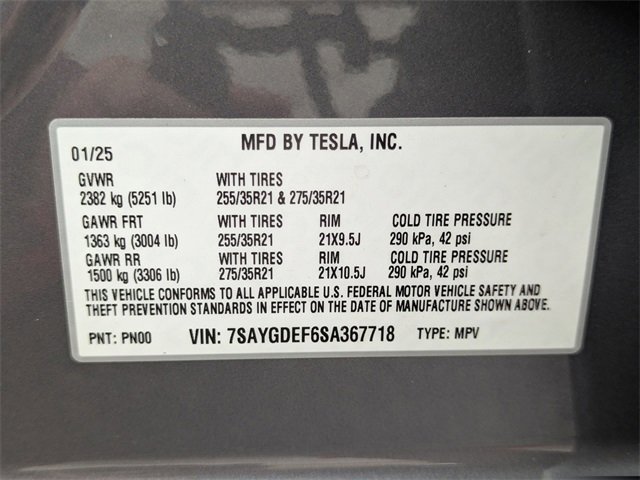 MFD BY TESLA, INC.
01/25
GVWR WITH TIRES
2382 kg (5251 lb) 255/35R21 & 275/35R21
GAWR FRT WITH TIRES RIM COLD TIRE PRESSURE
1363 kg (3004 lb) 255/35R21 21X9.5J 290 kPa, 42 psi
GAWR RR WITH TIRES RIM COLD TIRE PRESSURE
1500 kg (3306 lb) 275/35R21 21X10.5J 290 kPa, 42 psi
THIS VEHICLE CONFORMS TO ALL APPLICABLE U.S. FEDERAL MOTOR VEHICLE SAFETY AND
THEFT PREVENTION STANDARDS IN EFFECT ON THE DATE OF MANUFACTURE SHOWN ABOVE.
PNT: PN00 VIN: 7SAYGDEF6SA367718 TYPE: MPV